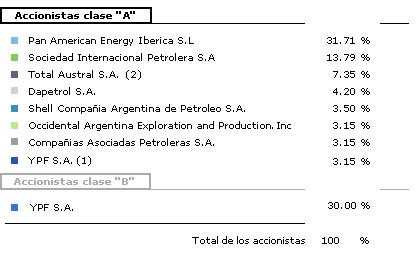 Accionistas clase "A"
Pan American Energy Iberica S.L 31.71 %
Sociedad Internacional Petrolera S.A 13.79 %
Total Austral S.A. (2) 7.35 %
Dapetrol S.A. 4.20 %
Shell Compañia Argentina de Petroleo S.A. 3.50 %
Occidental Argentina Exploration and Production. Inc 3.15 %
Compañias Asociadas Petroleras S.A. 3.15 %
YPF S.A. (1) 3.15 %
Accionistas clase "B"
YPF S.A. 30.00 %
Total de los accionistas 100 %